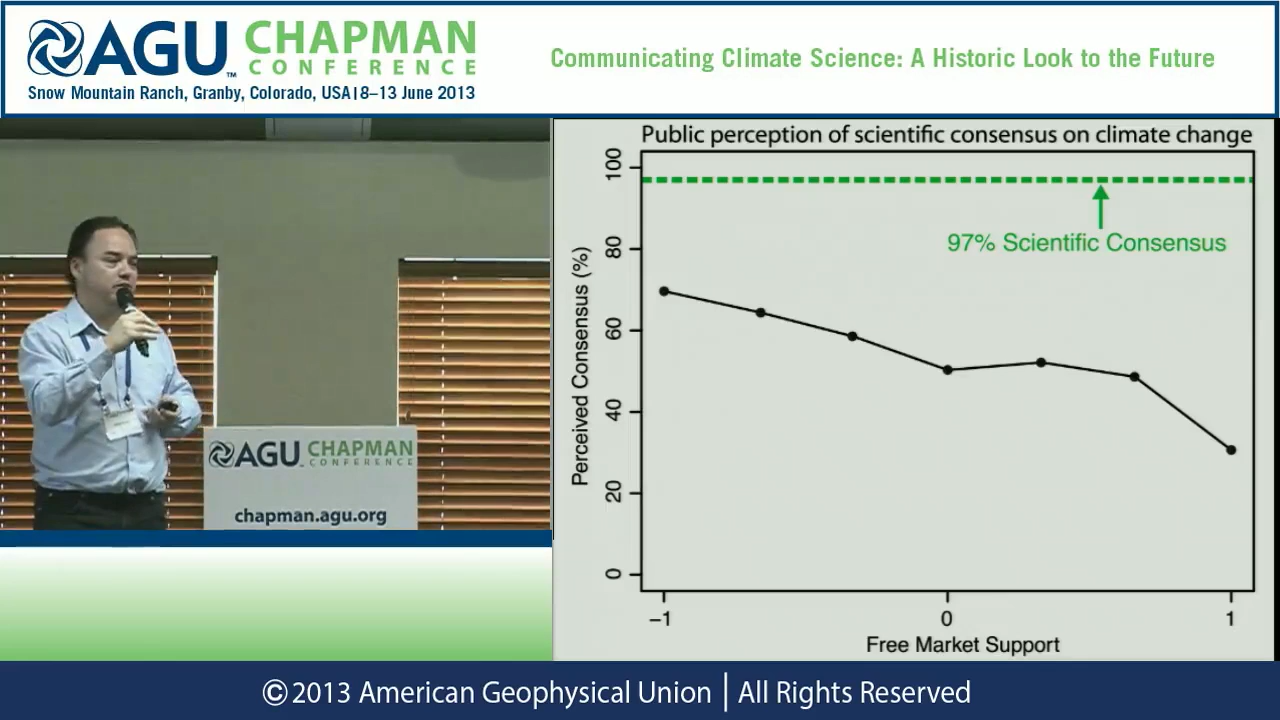 AGU™ CHAPMAN
CONFERENCE
Snow Mountain Ranch, Granby, Colorado, USA | 8–13 June 2013
Communicating Climate Science: A Historic Look to the Future
AGU CHAPMAN
CONFERENCE
chapman.agu.org
Public perception of scientific consensus on climate change
97% Scientific Consensus
Perceived Consensus (%)
100
80
60
40
20
0
−1 0 1
Free Market Support
©2013 American Geophysical Union | All Rights Reserved